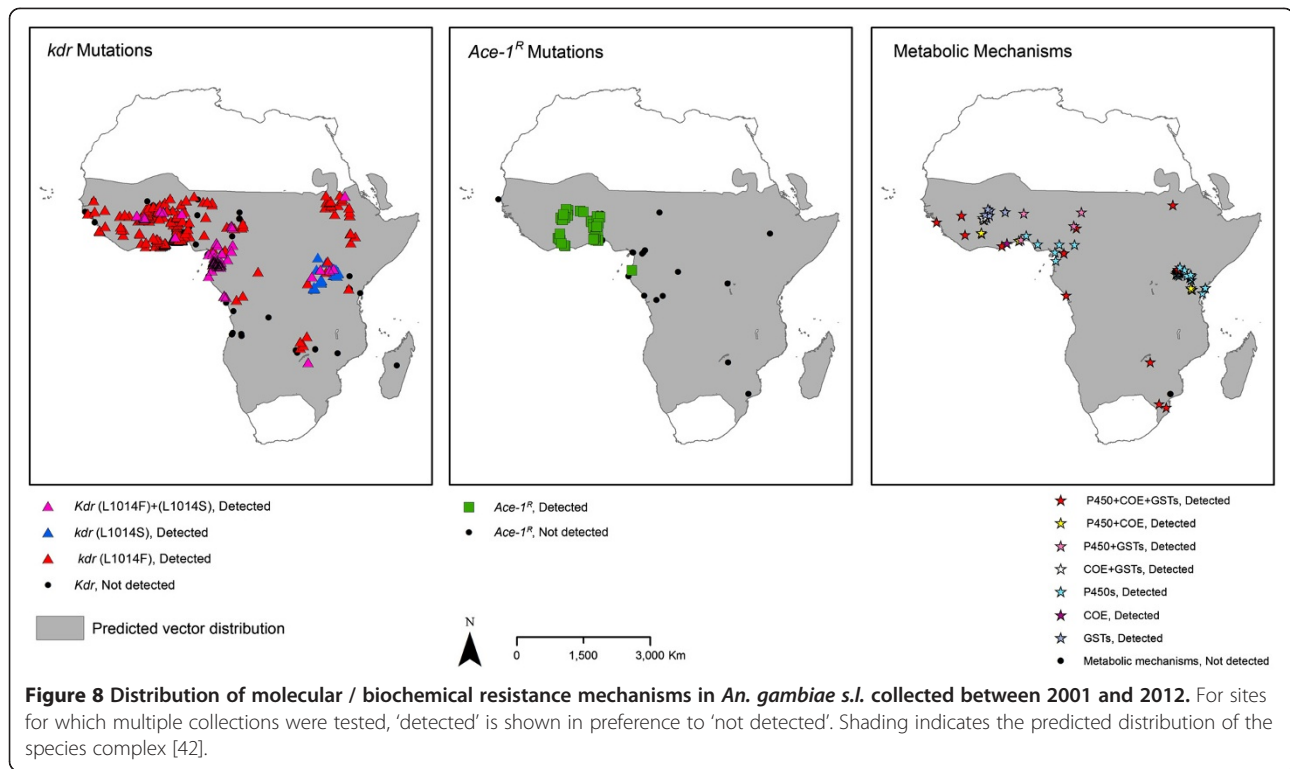 kdr Mutations
Ace-1R Mutations
Metabolic Mechanisms
Kdr (L1014F)+(L1014S), Detected
kdr (L1014S), Detected
kdr (L1014F), Detected
Kdr, Not detected
Predicted vector distribution
Ace-1R, Detected
Ace-1R, Not detected
N
0 1,500 3,000 Km
P450+COE+GSTs, Detected
P450+COE, Detected
P450+GSTs, Detected
COE+GSTs, Detected
P450s, Detected
COE, Detected
GSTs, Detected
Metabolic mechanisms, Not detected
Figure 8 Distribution of molecular / biochemical resistance mechanisms in An. gambiae s.l. collected between 2001 and 2012. For sites
for which multiple collections were tested, ‘detected’ is shown in preference to ‘not detected’. Shading indicates the predicted distribution of the
species complex [42].